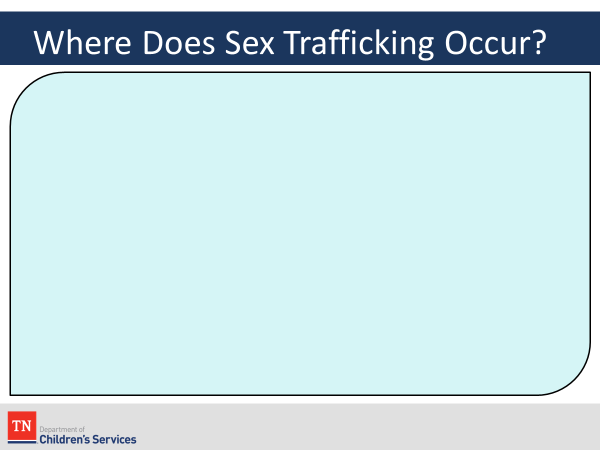 Where Does Sex Trafficking Occur?
TN
Department of
Children's Services